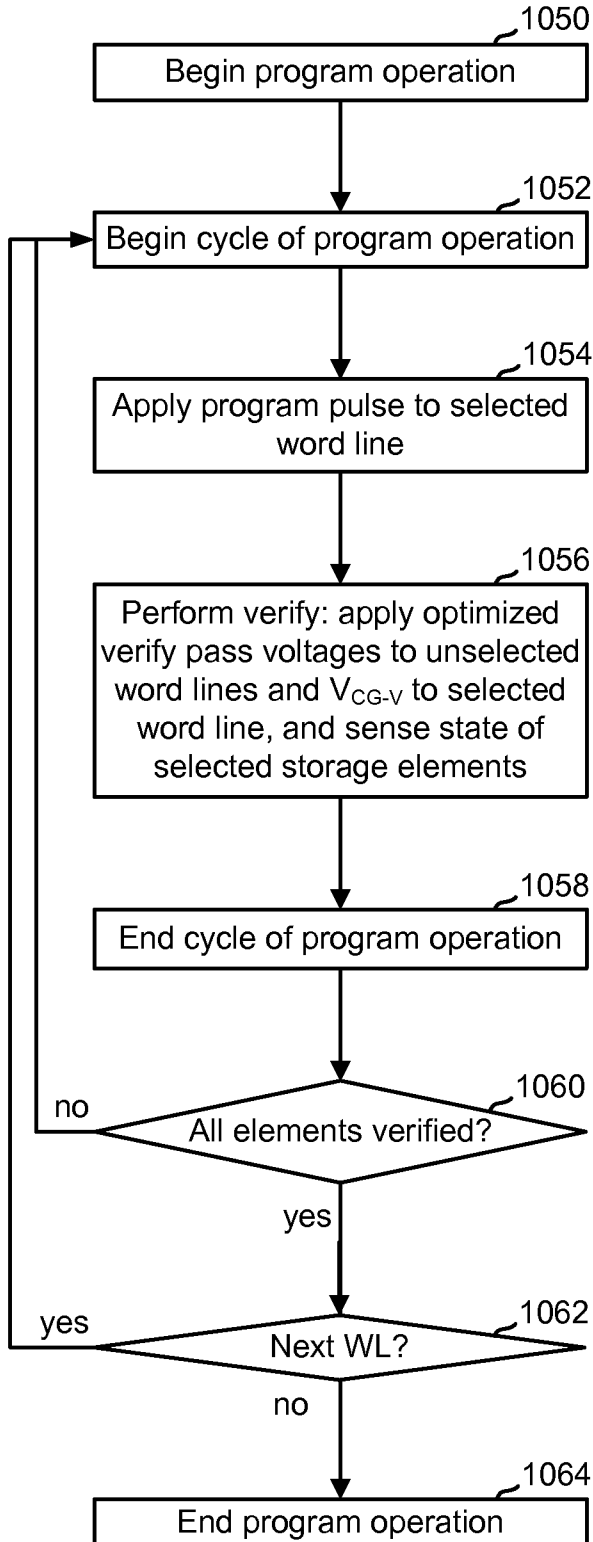 1050
Begin program operation
1052
Begin cycle of program operation
1054
Apply program pulse to selected
word line
1056
Perform verify: apply optimized
verify pass voltages to unselected
word lines and VCG-V to selected
word line, and sense state of
selected storage elements
1058
End cycle of program operation
1060
no
All elements verified?
yes
1062
yes
Next WL?
no
1064
End program operation